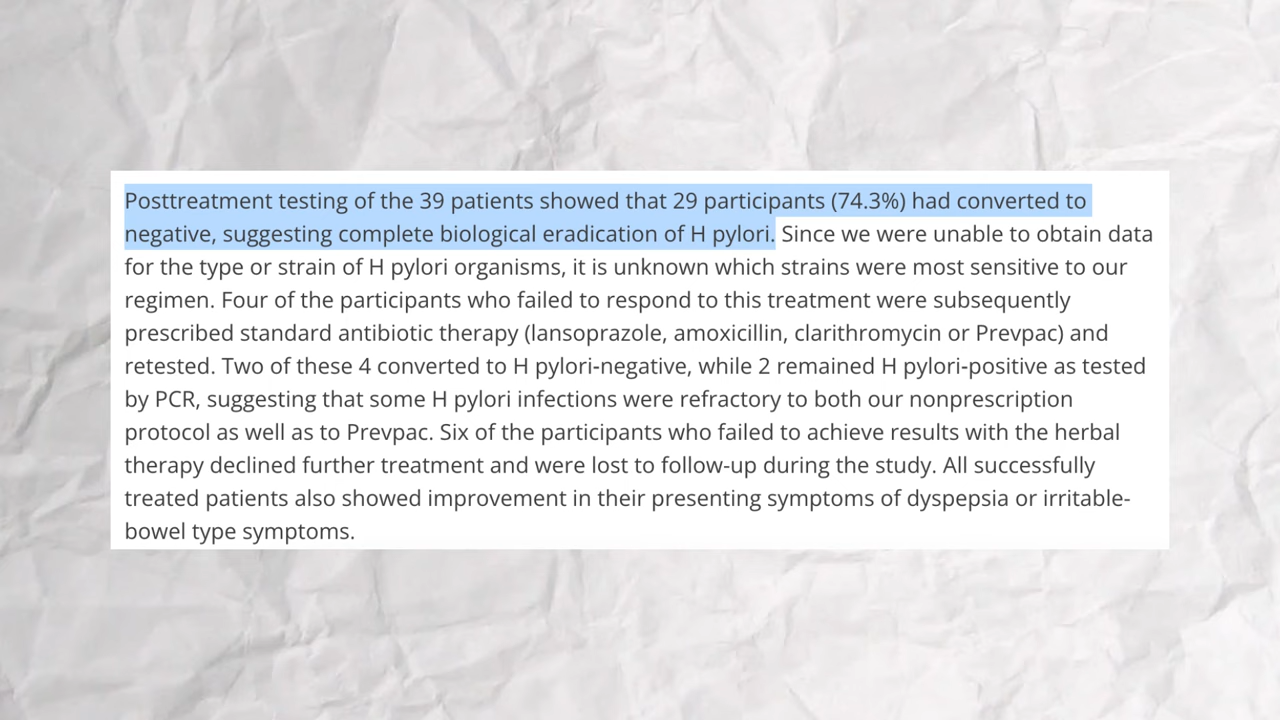 Posttreatment testing of the 39 patients showed that 29 participants (74.3%) had converted to
negative, suggesting complete biological eradication of H pylori. Since we were unable to obtain data
for the type or strain of H pylori organisms, it is unknown which strains were most sensitive to our
regimen. Four of the participants who failed to respond to this treatment were subsequently
prescribed standard antibiotic therapy (lansoprazole, amoxicillin, clarithromycin or Prevpac) and
retested. Two of these 4 converted to H pylori-negative, while 2 remained H pylori-positive as tested
by PCR, suggesting that some H pylori infections were refractory to both our nonprescription
protocol as well as to Prevpac. Six of the participants who failed to achieve results with the herbal
therapy declined further treatment and were lost to follow-up during the study. All successfully
treated patients also showed improvement in their presenting symptoms of dyspepsia or irritable-
bowel type symptoms.